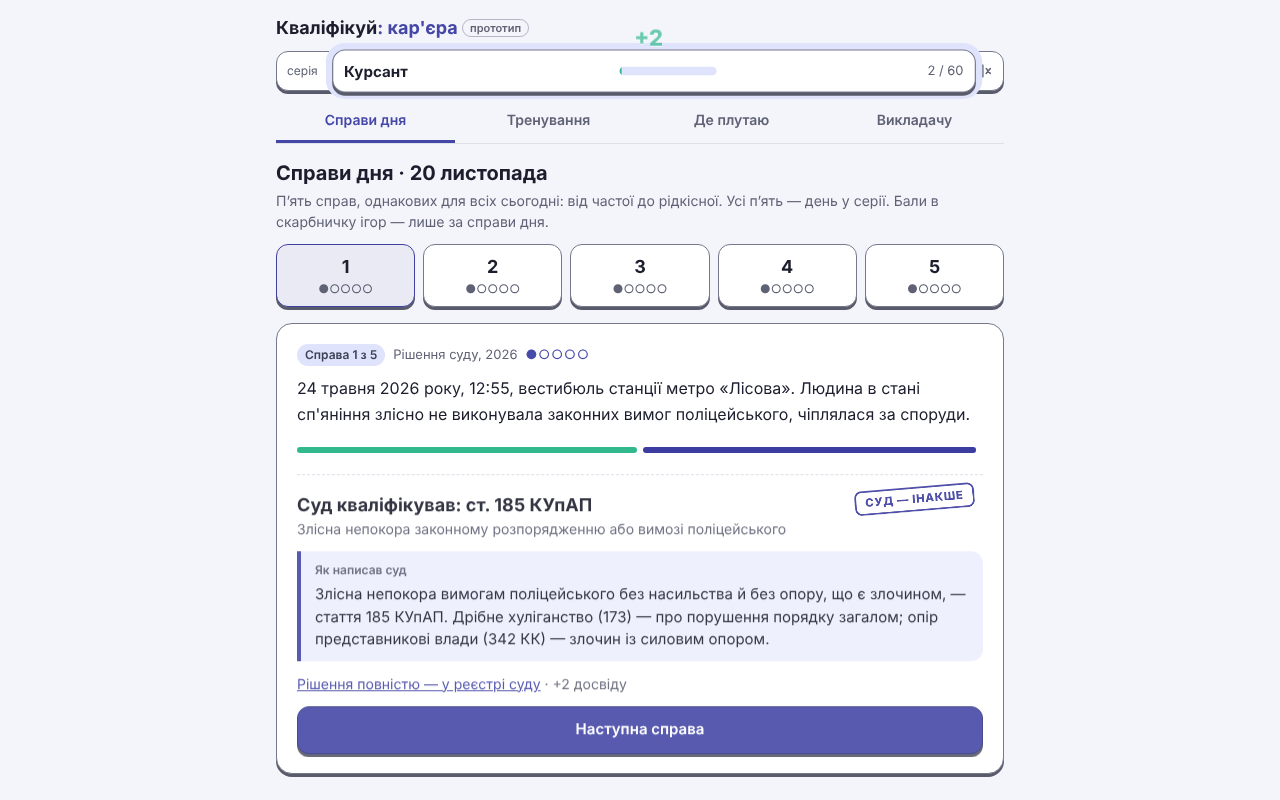 Кваліфікуй: кар'єра прототип
+2
серія
Курсант 2 / 60
Справи дня Тренування Де плутаю Викладачу
Справи дня · 20 листопада
П’ять справ, однакових для всіх сьогодні: від частої до рідкісної. Усі п’ять — день у серії. Бали в
скарбничку ігор — лише за справи дня.
1 2 3 4 5
Справа 1 з 5 Рішення суду, 2026
24 травня 2026 року, 12:55, вестибюль станції метро «Лісова». Людина в стані
сп'яніння злісно не виконувала законних вимог поліцейського, чіплялася за споруди.
Суд кваліфікував: ст. 185 КУпАП
СУД — ІНАКШЕ
Злісна непокора законному розпорядженню або вимозі поліцейського
Як написав суд
Злісна непокора вимогам поліцейського без насильства й без опору, що є злочином, —
стаття 185 КУпАП. Дрібне хуліганство (173) — про порушення порядку загалом; опір
представникові влади (342 КК) — злочин із силовим опором.
Рішення повністю — у реєстрі суду · +2 досвіду
Наступна справа